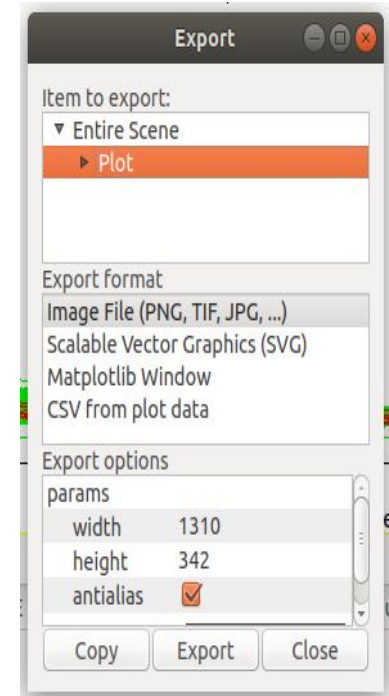 Export
Item to export:
Entire Scene
Plot
Export format
Image File (PNG, TIF, JPG, ...)
Scalable Vector Graphics (SVG)
Matplotlib Window
CSV from plot data
Export options
params
width 1310
height 342
antialias
Copy Export Close